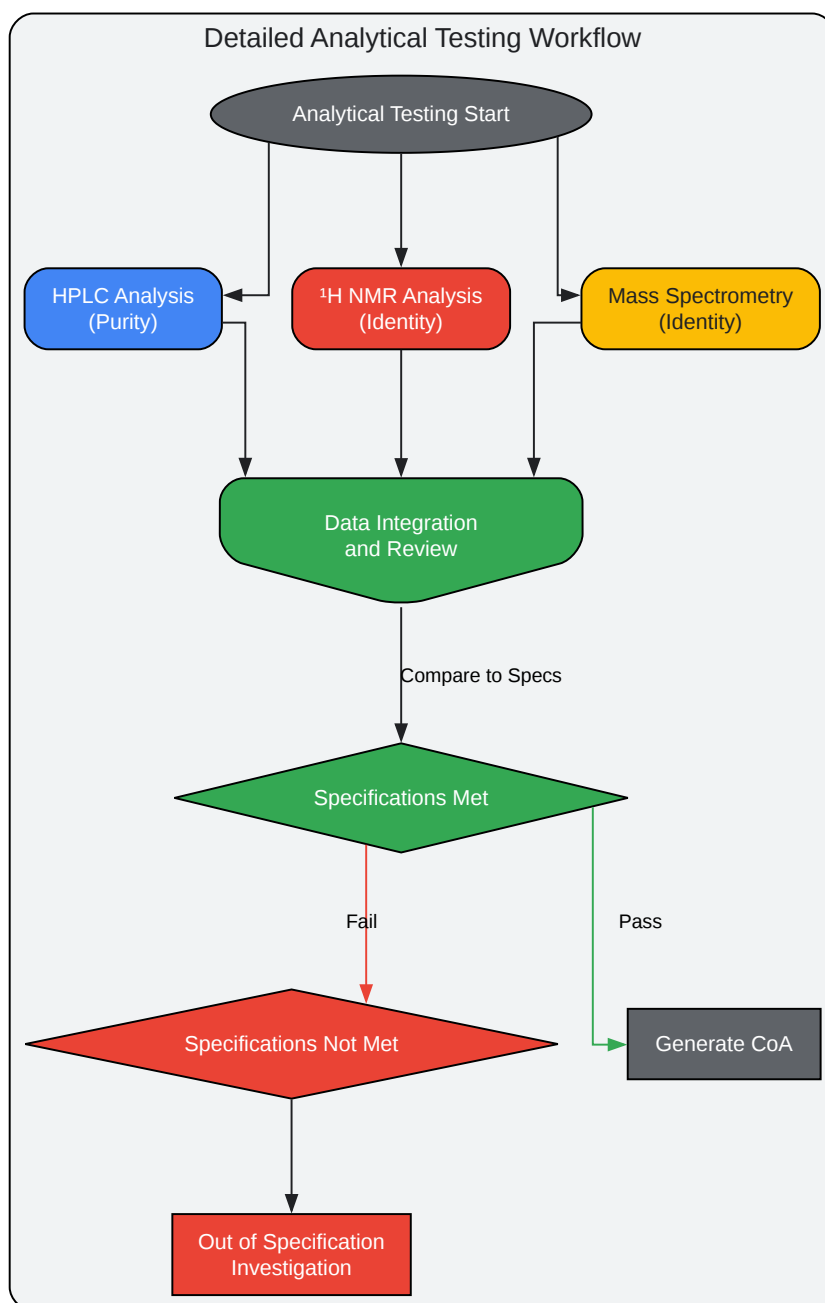 Detailed Analytical Testing Workflow
Analytical Testing Start
HPLC Analysis
(Purity)
¹H NMR Analysis
(Identity)
Mass Spectrometry
(Identity)
Data Integration
and Review
Compare to Specs
Specifications Met
Fail
Pass
Specifications Not Met
Generate CoA
Out of Specification
Investigation